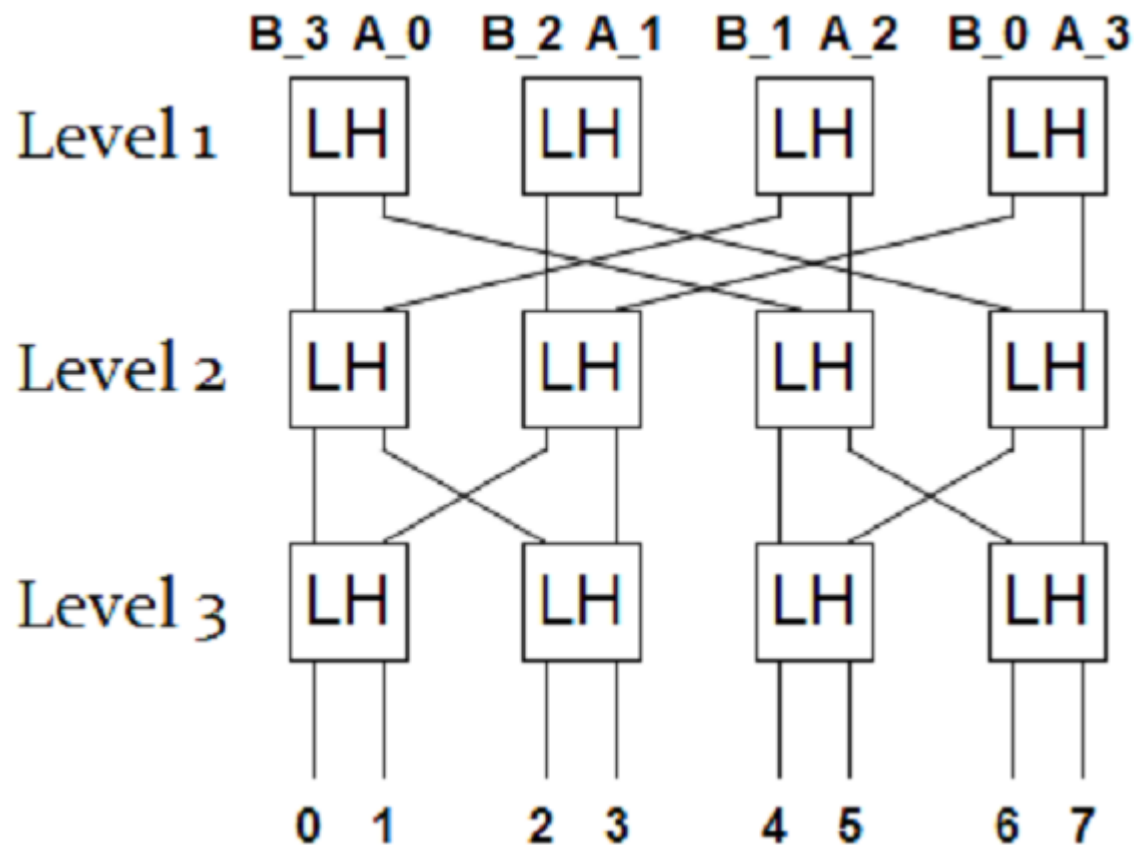 B_3 A_0 B_2 A_1 B_1 A_2 B_0 A_3
Level 1 LH LH LH LH
Level 2 LH LH LH LH
Level 3 LH LH LH LH
0 1 2 3 4 5 6 7